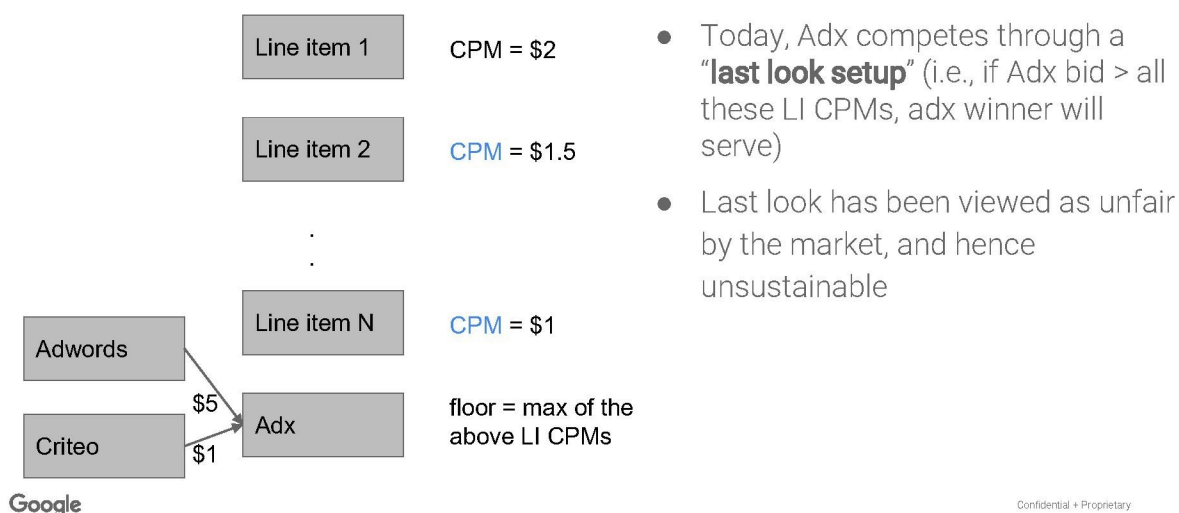 Line item 1
CPM = $2
Line item 2
CPM = $1.5
.
.
Line item N
CPM = $1
Adwords
$5
Criteo
$1
Adx
floor = max of the
above LI CPMs
● Today, Adx competes through a
“last look setup” (i.e., if Adx bid > all
these LI CPMs, adx winner will
serve)
● Last look has been viewed as unfair
by the market, and hence
unsustainable
Google
Confidential + Proprietary